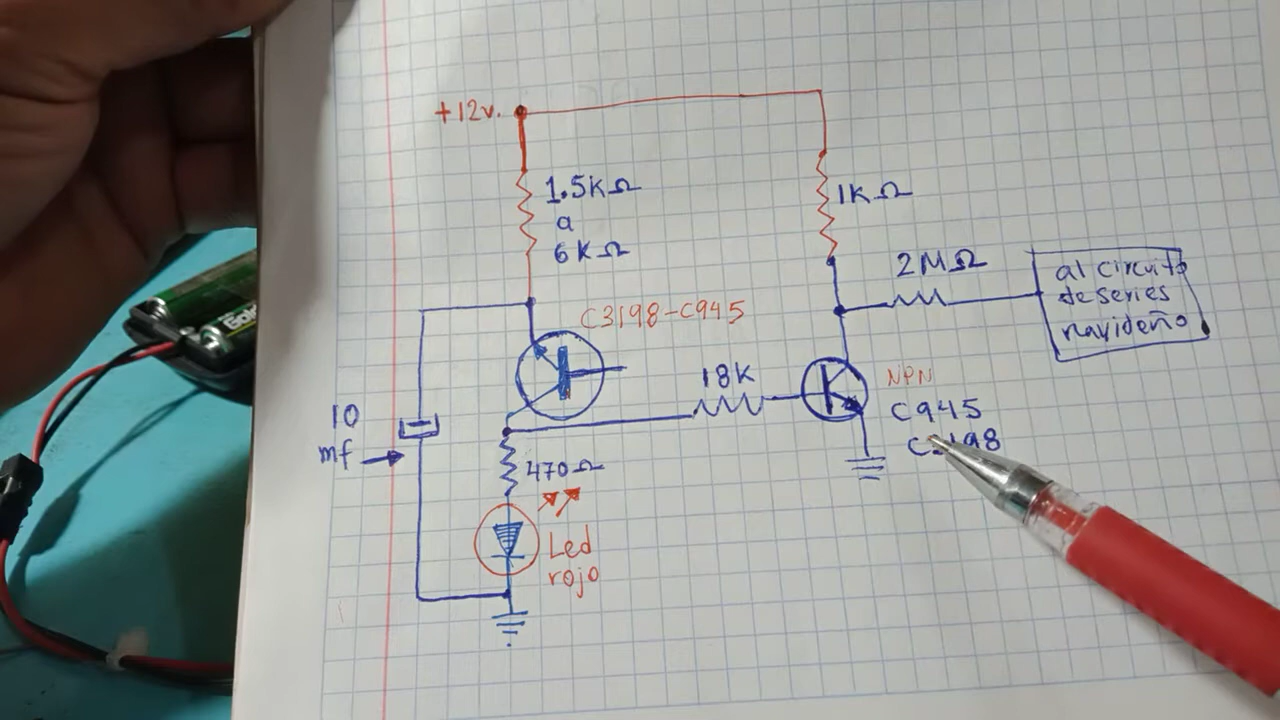 +12v.
1.5KΩ
a
6KΩ
1KΩ
2MΩ
al circuito
de series
navideño
C3198-C945
18K
NPN
C945
C3198
10
mf
470Ω
Led
rojo